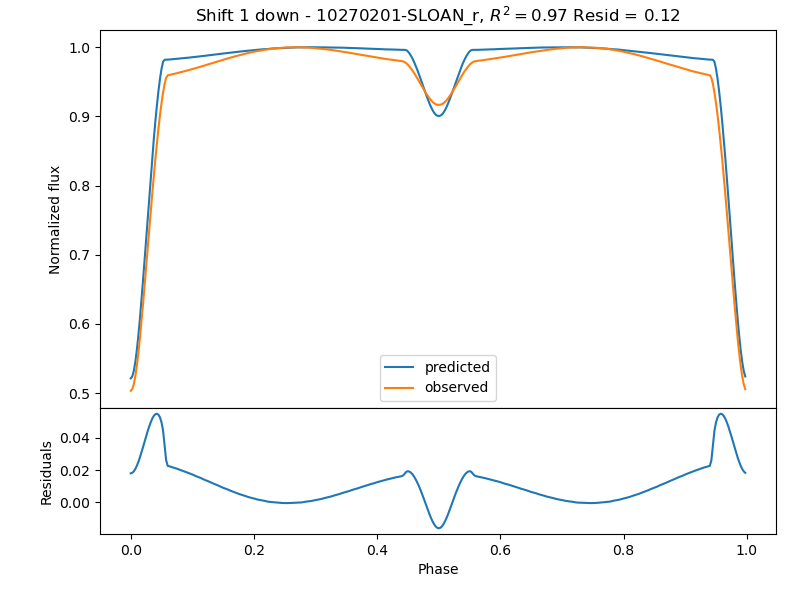 Shift 1 down - 10270201-SLOAN_r, $R^2 = 0.97$ Resid = 0.12
1.0
0.9
0.8
0.7
0.6
0.5
Normalized flux
predicted
observed
0.04
0.02
0.00
Residuals
0.0 0.2 0.4 0.6 0.8 1.0
Phase